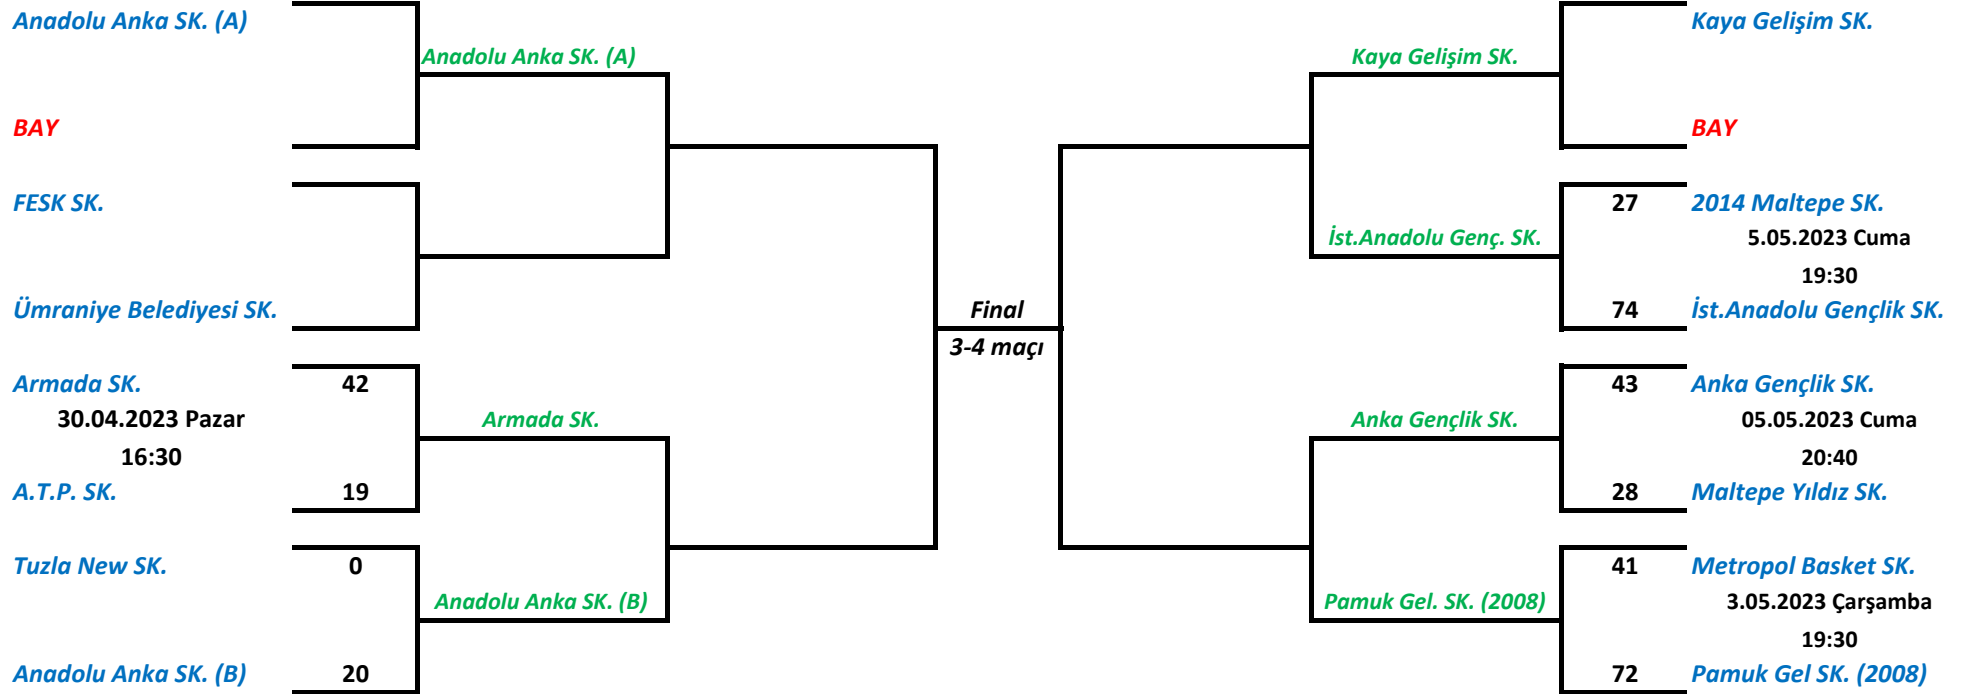 Anadolu Anka SK. (A)
Kaya Gelişim SK.
Anadolu Anka SK. (A)
Kaya Gelişim SK.
BAY
BAY
FESK SK.
27 2014 Maltepe SK.
İst.Anadolu Genç. SK.
5.05.2023 Cuma
19:30
Ümraniye Belediyesi SK.
Final
74 İst.Anadolu Gençlik SK.
3-4 maçı
Armada SK. 42
43 Anka Gençlik SK.
30.04.2023 Pazar
Armada SK.
Anka Gençlik SK.
05.05.2023 Cuma
16:30
20:40
A.T.P. SK. 19
28 Maltepe Yıldız SK.
Tuzla New SK. 0
41 Metropol Basket SK.
Anadolu Anka SK. (B)
Pamuk Gel. SK. (2008)
3.05.2023 Çarşamba
19:30
Anadolu Anka SK. (B) 20
72 Pamuk Gel SK. (2008)